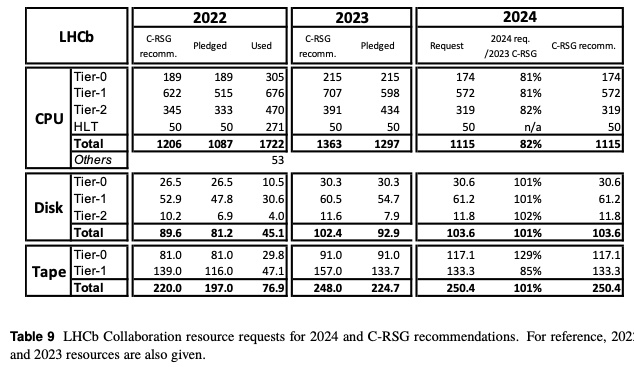 LHCb 2022 2023 2024
C-RSG recomm. Pledged Used C-RSG recomm. Pledged Request 2024 req. /2023 C-RSG C-RSG recomm.
CPU
Tier-0 189 189 305 215 215 174 81% 174
Tier-1 622 515 676 707 598 572 81% 572
Tier-2 345 333 470 391 434 319 82% 319
HLT 50 50 271 50 50 50 n/a 50
Total 1206 1087 1722 1363 1297 1115 82% 1115
Others 53
Disk
Tier-0 26.5 26.5 10.5 30.3 30.3 30.6 101% 30.6
Tier-1 52.9 47.8 30.6 60.5 54.7 61.2 101% 61.2
Tier-2 10.2 6.9 4.0 11.6 7.9 11.8 102% 11.8
Total 89.6 81.2 45.1 102.4 92.9 103.6 101% 103.6
Tape
Tier-0 81.0 81.0 29.8 91.0 91.0 117.1 129% 117.1
Tier-1 139.0 116.0 47.1 157.0 133.7 133.3 85% 133.3
Total 220.0 197.0 76.9 248.0 224.7 250.4 101% 250.4
Table 9 LHCb Collaboration resource requests for 2024 and C-RSG recommendations. For reference,
and 2023 resources are also given.